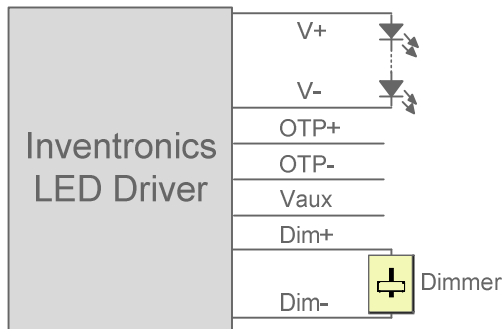 V+
V-
Inventronics
LED Driver
OTP+
OTP-
Vaux
Dim+
Dimmer
Dim-